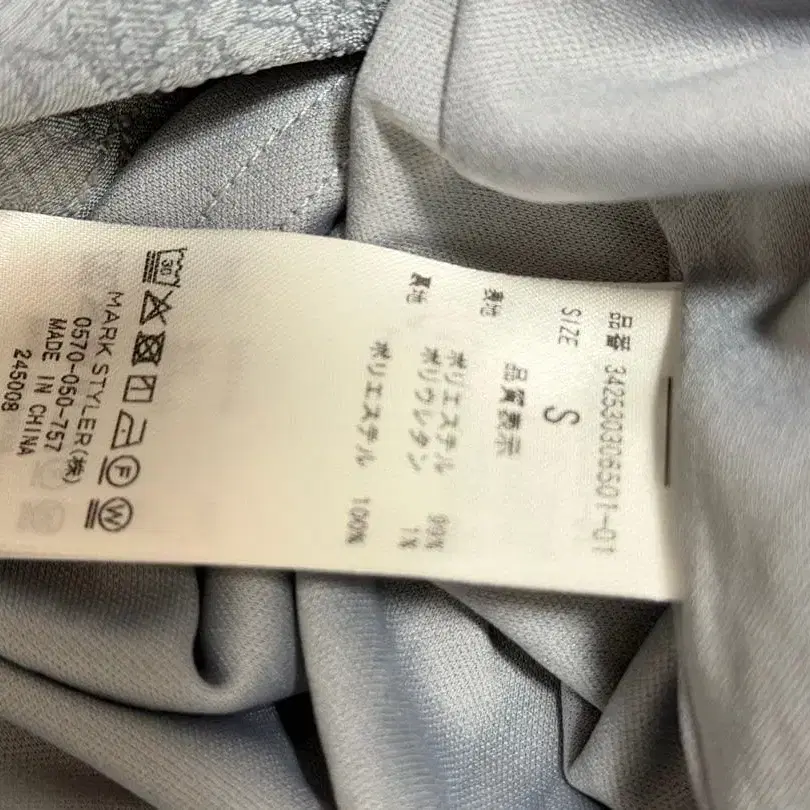 品番 342530306501-01
SIZE S
品質表示
表地 ポリエステル 99%
ポリウレタン 1%
裏地 ポリエステル 100%
30
F W
MARK STYLER(株)
0570-050-757
MADE IN CHINA
245008